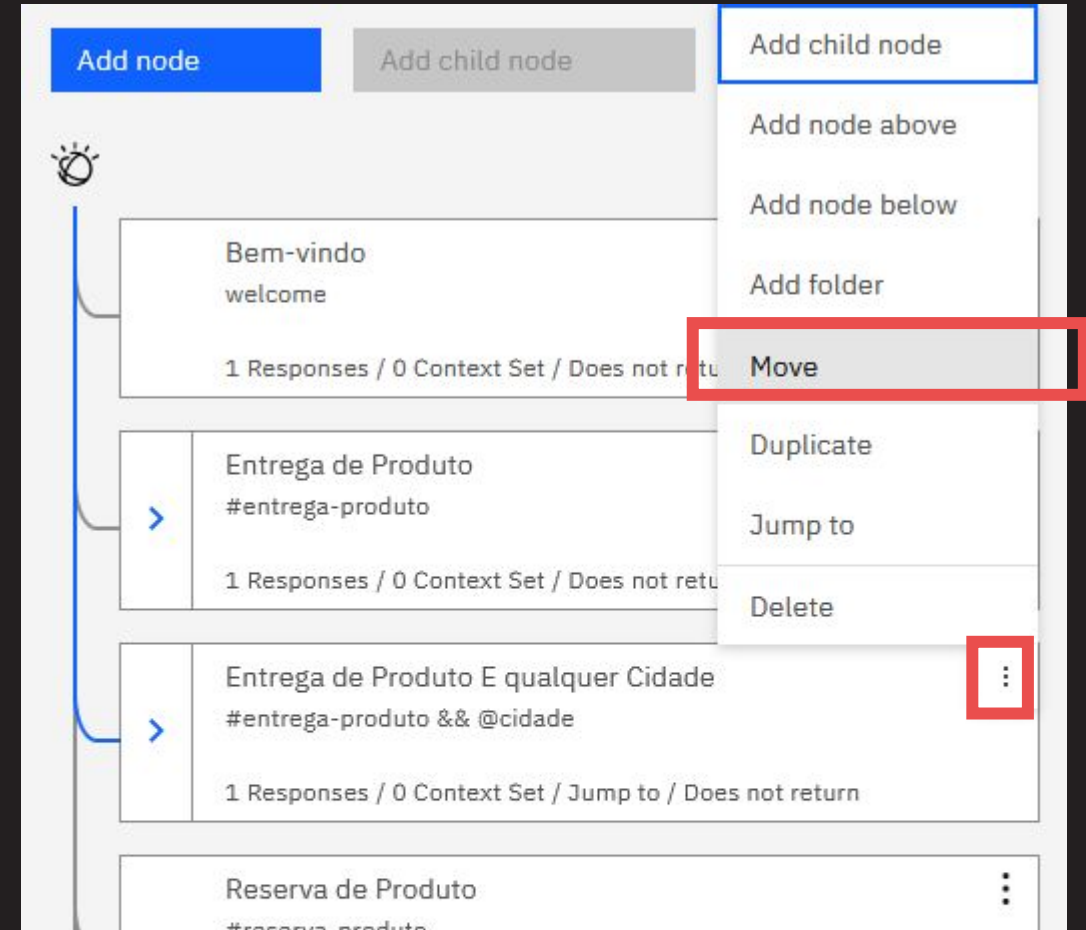 Add node
Add child node
Add child node
Add node above
Add node below
Add folder
Move
Duplicate
Jump to
Delete
Bem-vindo
welcome
1 Responses / 0 Context Set / Does not
Entrega de Produto
#entrega-produto
1 Responses / 0 Context Set / Does not
Entrega de Produto E qualquer Cidade
#entrega-produto && @cidade
1 Responses / 0 Context Set / Jump to / Does not return
Reserva de Produto
#reserva-produto